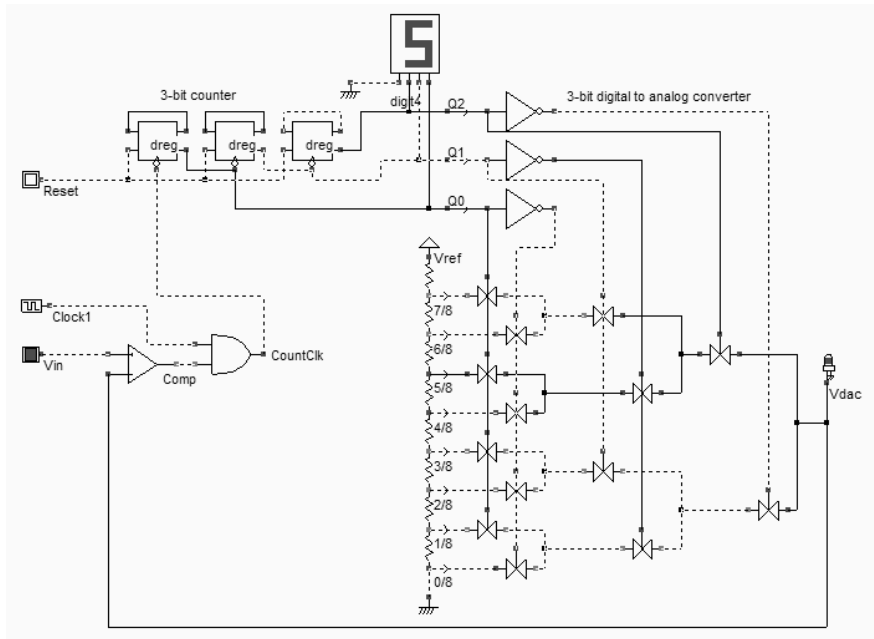 5
digit4
3-bit counter
Q2
3-bit digital to analog converter
dreg
dreg
dreg
Q1
Reset
Q0
Vref
7/8
Clock1
6/8
CountClk
Vin
Comp
5/8
Vdac
4/8
3/8
2/8
1/8
0/8